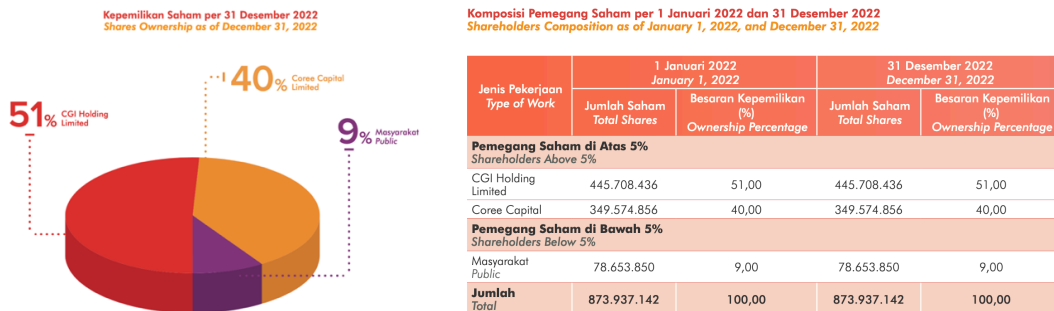 Kepemilikan Saham per 31 Desember 2022
Shares Ownership as of December 31, 2022
40% Coree Capital
Limited
51% CGI Holding
Limited
9% Masyarakat
Public
Komposisi Pemegang Saham per 1 Januari 2022 dan 31 Desember 2022
Shareholders Composition as of January 1, 2022, and December 31, 2022
Jenis Pekerjaan
Type of Work
1 Januari 2022
January 1, 2022
31 Desember 2022
December 31, 2022
Jumlah Saham
Total Shares
Besaran Kepemilikan
(%)
Ownership Percentage
Jumlah Saham
Total Shares
Besaran Kepemilikan
(%)
Ownership Percentage
Pemegang Saham di Atas 5%
Shareholders Above 5%
CGI Holding
Limited
445.708.436 51,00 445.708.436 51,00
Coree Capital 349.574.856 40,00 349.574.856 40,00
Pemegang Saham di Bawah 5%
Shareholders Below 5%
Masyarakat
Public
78.653.850 9,00 78.653.850 9,00
Jumlah
Total
873.937.142 100,00 873.937.142 100,00